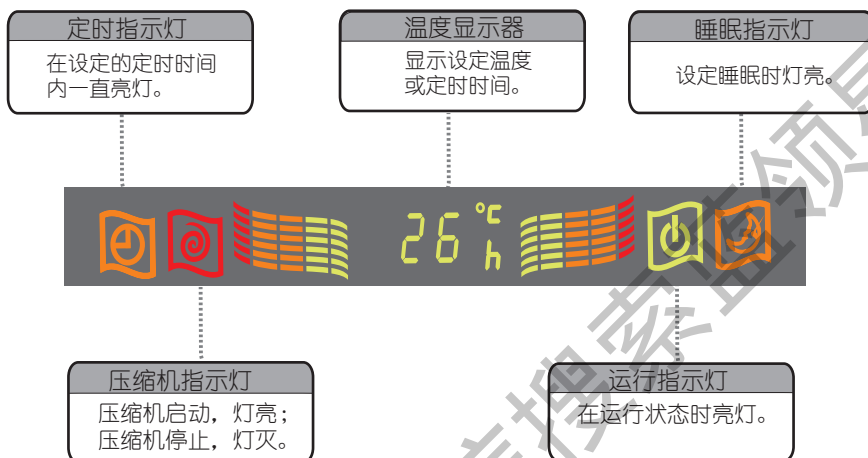 定时指示灯
在设定的定时时间
内一直亮灯。
温度显示器
显示设定温度
或定时时间。
睡眠指示灯
设定睡眠时灯亮。
26 °C
h
压缩机指示灯
压缩机启动，灯亮；
压缩机停止，灯灭。
运行指示灯
在运行状态时亮灯。
搜索蓝领